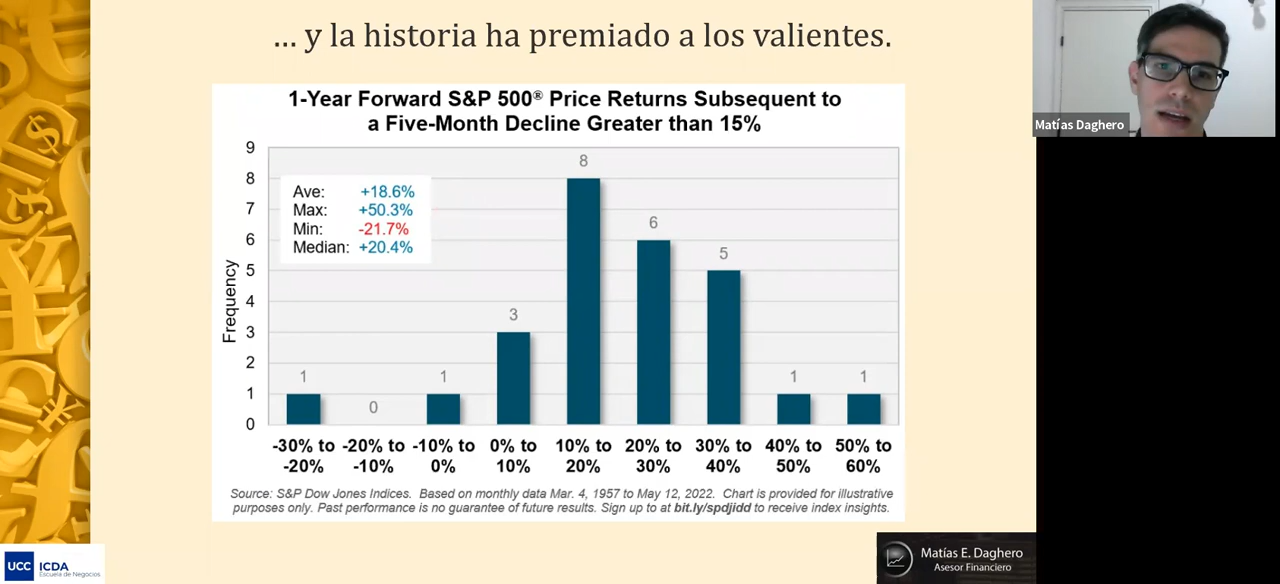 ... y la historia ha premiado a los valientes.
1-Year Forward S&P 500® Price Returns Subsequent to
a Five-Month Decline Greater than 15%
Ave: +18.6%
Max: +50.3%
Min: -21.7%
Median: +20.4%
Frequency
9
8
7
6
5
4
3
2
1
0
1
0
1
3
8
6
5
1
1
-30% to -20%
-20% to -10%
-10% to 0%
0% to 10%
10% to 20%
20% to 30%
30% to 40%
40% to 50%
50% to 60%
Source: S&P Dow Jones Indices. Based on monthly data Mar. 4, 1957 to May 12, 2022. Chart is provided for illustrative
purposes only. Past performance is no guarantee of future results. Sign up to at bit.ly/spdjidd to receive index insights.
Matías Daghero
UCC
ICDA
Escuela de Negocios
Matías E. Daghero
Asesor Financiero